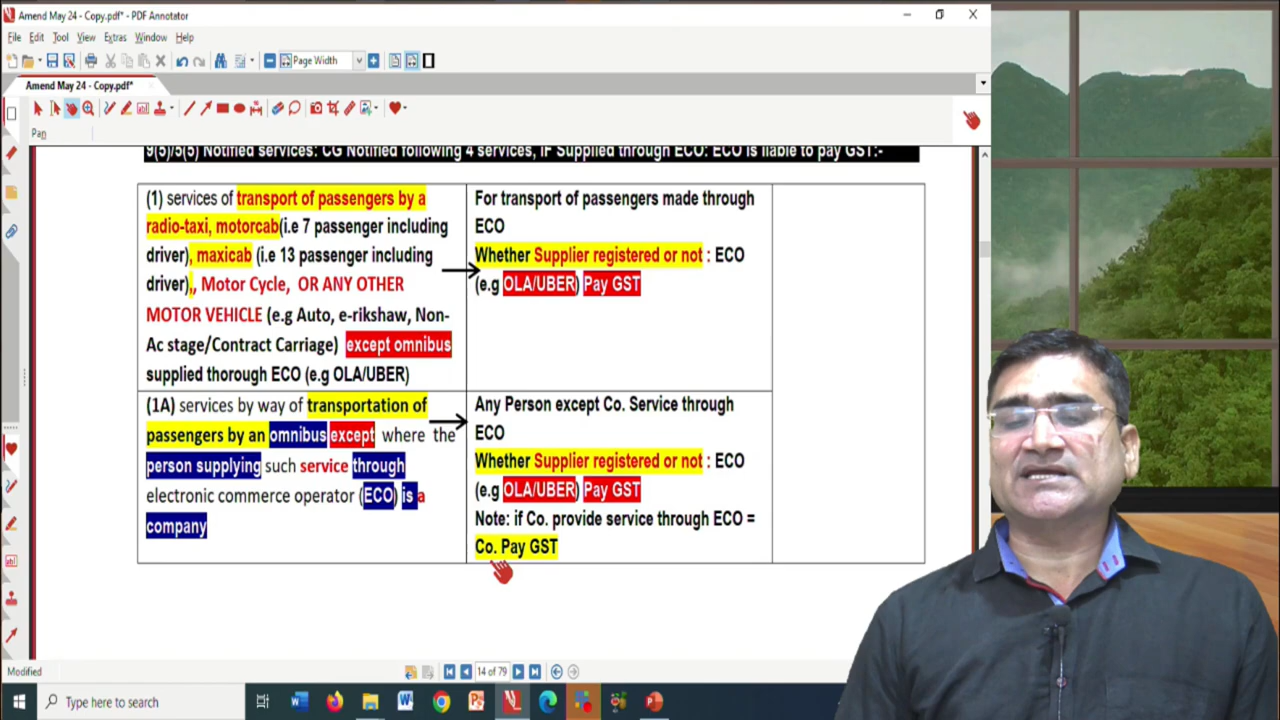 Amend May 24 - Copy.pdf* - PDF Annotator
File Edit Tool View Extras Window Help
Page Width
Amend May 24 - Copy.pdf*
Pan
9(5)/5(5) Notified services: CG Notified following 4 services, IF Supplied through ECO: ECO is liable to pay GST:-
(1) services of transport of passengers by a
radio-taxi, motorcab(i.e 7 passenger including
driver), maxicab (i.e 13 passenger including
driver),, Motor Cycle, OR ANY OTHER
MOTOR VEHICLE (e.g Auto, e-rikshaw, Non-
Ac stage/Contract Carriage) except omnibus
supplied thorough ECO (e.g OLA/UBER)
For transport of passengers made through
ECO
Whether Supplier registered or not : ECO
(e.g OLA/UBER) Pay GST
(1A) services by way of transportation of
passengers by an omnibus except where the
person supplying such service through
electronic commerce operator (ECO) is a
company
Any Person except Co. Service through
ECO
Whether Supplier registered or not : ECO
(e.g OLA/UBER) Pay GST
Note: if Co. provide service through ECO =
Co. Pay GST
Modified
14 of 79
Type here to search